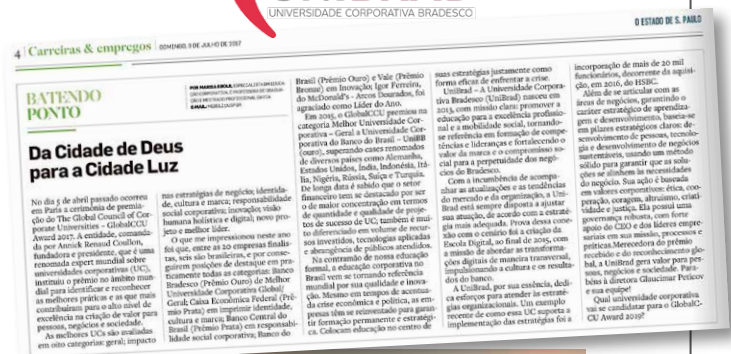 UNIVERSIDADE CORPORATIVA BRADESCO
4 | Carreiras & empregos | DOMINGO, 9 DE JULHO DE 2017
O ESTADO DE S. PAULO
BATENDO
PONTO
Da Cidade de Deus
para a Cidade Luz
No dia 5 de abril passado ocorreu
em Paris a cerimônia de premia-
ção do The Global Council of Cor-
porate Universities – GlobalCCU
Award 2017. A entidade, comanda-
da por Annick Renaud Coullon,
fundadora e presidente, que é uma
renomada expert mundial sobre
universidades corporativas (UC),
instituiu o prêmio no âmbito mun-
dial para identificar e reconhecer
as melhores práticas e as que mais
contribuíram para o alto nível de
excelência na criação de valor para
pessoas, negócios e sociedade.
As melhores UCs são avaliadas
em oito categorias: geral; impacto
nas estratégias de negócio; identida-
de, cultura e marca; responsabilidade
social corporativa; inovação; visão
humana holística e digital; novo pro-
jeto e melhor líder.
O que me impressionou neste ano
foi que, entre as 10 empresas finalis-
tas, seis são brasileiras, e por conse-
guirem posições de destaque em pra-
ticamente todas as categorias: Banco
Bradesco (Prêmio Ouro) de Melhor
Universidade Corporativa Global/
Geral; Caixa Econômica Federal (Prê-
mio Prata) em imprimir identidade,
cultura e marca; Banco Central do
Brasil (Prêmio Prata) em responsabi-
lidade social corporativa; Banco do
Brasil (Prêmio Ouro) e Vale (Prêmio
Bronze) em Inovação; Igor Ferreira,
do McDonald's - Arcos Dourados, foi
agraciado como Líder do Ano.
Em 2015, o GlobalCCU premiou na
categoria Melhor Universidade Cor-
porativa – Geral a Universidade Cor-
porativa do Banco do Brasil – UniBB
(ouro), superando cases renomados
de diversos países como Alemanha,
Estados Unidos, Índia, Indonésia, Itá-
lia, Nigéria, Rússia, Suíça e Turquia.
De longa data é sabido que o setor
financeiro tem se destacado por ser
o de maior concentração em termos
de quantidade e qualidade de proje-
tos de sucesso de UC; também é mui-
to diferenciado em volume de recur-
sos investidos, tecnologias aplicadas
e abrangência de públicos atendidos.
Na contramão de nossa educação
formal, a educação corporativa no
Brasil vem se tornando referência
mundial por sua qualidade e inova-
ção. Mesmo em tempos de acentua-
da crise econômica e política, as em-
presas têm se reinventado para garan-
tir formação permanente e estratégi-
ca. Colocam educação no centro de
suas estratégias justamente como
forma eficaz de enfrentar a crise.
UniBrad – A Universidade Corpora-
tiva Bradesco (UniBrad) nasceu em
2013, com missão clara: promover a
educação para a excelência profissio-
nal e a mobilidade social, tornando-
se referência em formação de compe-
tências e lideranças e fortalecendo o
valor da marca e o compromisso so-
cial para a perpetuidade dos negó-
cios do Bradesco.
Com a incumbência de acompa-
nhar as atualizações e as tendências
do mercado e da organização, a Uni-
Brad está sempre disposta a ajustar
sua atuação, de acordo com a estraté-
gia mais adequada. Prova dessa cone-
xão com o cenário foi a criação da
Escola Digital, ao final de 2015, com
a missão de abordar as transforma-
ções digitais de maneira transversal,
impulsionando a cultura e os resulta-
dos do banco.
A UniBrad, por sua essência, dedi-
ca esforços para atender às estraté-
gias organizacionais. Um exemplo
recente de como essa UC suporta a
implementação das estratégias foi a
incorporação de mais de 20 mil
funcionários, decorrente da aquisi-
ção, em 2016, do HSBC.
Além de se articular com as
áreas de negócios, garantindo o
caráter estratégico de aprendiza-
gem e desenvolvimento, baseia-se
em pilares estratégicos claros: de-
senvolvimento de pessoas, tecnolo-
gia e desenvolvimento de negócios
sustentáveis, usando um método
sólido para garantir que as solu-
ções se alinhem às necessidades
do negócio. Sua ação é baseada
em valores corporativos: ética, coo-
peração, coragem, altruísmo, criati-
vidade e justiça. Ela possui uma
governança robusta, com forte
apoio do CEO e dos líderes empre-
sariais em sua missão, processos e
práticas.Merecedora do prêmio
recebido e do reconhecimento glo-
bal, a UniBrad gera valor para pes-
soas, negócios e sociedade. Para-
béns à diretora Glaucimar Peticov
e sua equipe!
Qual universidade corporativa
vai se candidatar para o GlobalC-
CU Award 2019?